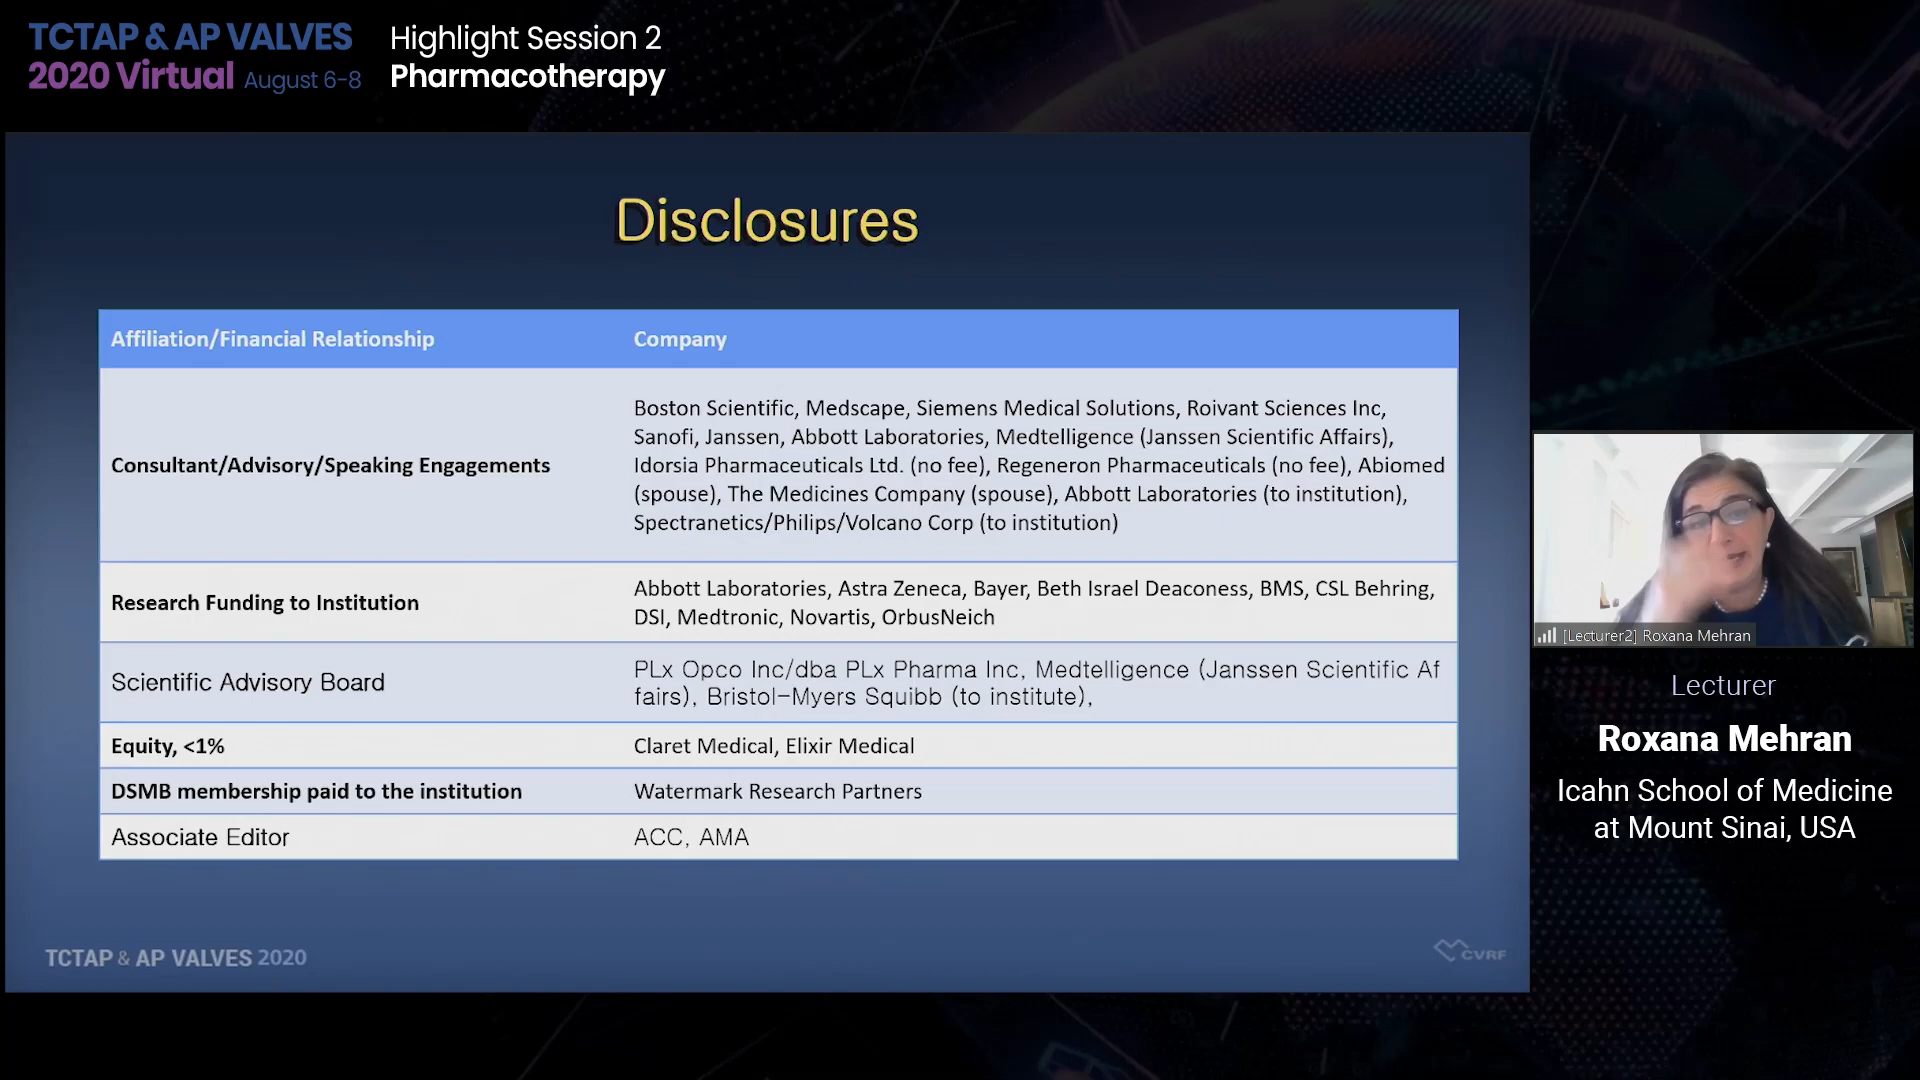 TCTAP & AP VALVES
2020 Virtual August 6-8
Highlight Session 2
Pharmacotherapy
Disclosures
Affiliation/Financial Relationship Company
Consultant/Advisory/Speaking Engagements
Boston Scientific, Medscape, Siemens Medical Solutions, Roivant Sciences Inc,
Sanofi, Janssen, Abbott Laboratories, Medtelligence (Janssen Scientific Affairs),
Idorsia Pharmaceuticals Ltd. (no fee), Regeneron Pharmaceuticals (no fee), Abiomed
(spouse), The Medicines Company (spouse), Abbott Laboratories (to institution),
Spectranetics/Philips/Volcano Corp (to institution)
Research Funding to Institution
Abbott Laboratories, Astra Zeneca, Bayer, Beth Israel Deaconess, BMS, CSL Behring,
DSI, Medtronic, Novartis, OrbusNeich
Scientific Advisory Board
PLx Opco Inc/dba PLx Pharma Inc, Medtelligence (Janssen Scientific Af
fairs), Bristol-Myers Squibb (to institute),
Equity, <1% Claret Medical, Elixir Medical
DSMB membership paid to the institution Watermark Research Partners
Associate Editor ACC, AMA
TCTAP & AP VALVES 2020
CVRF
[Lecturer2] Roxana Mehran
Lecturer
Roxana Mehran
Icahn School of Medicine
at Mount Sinai, USA